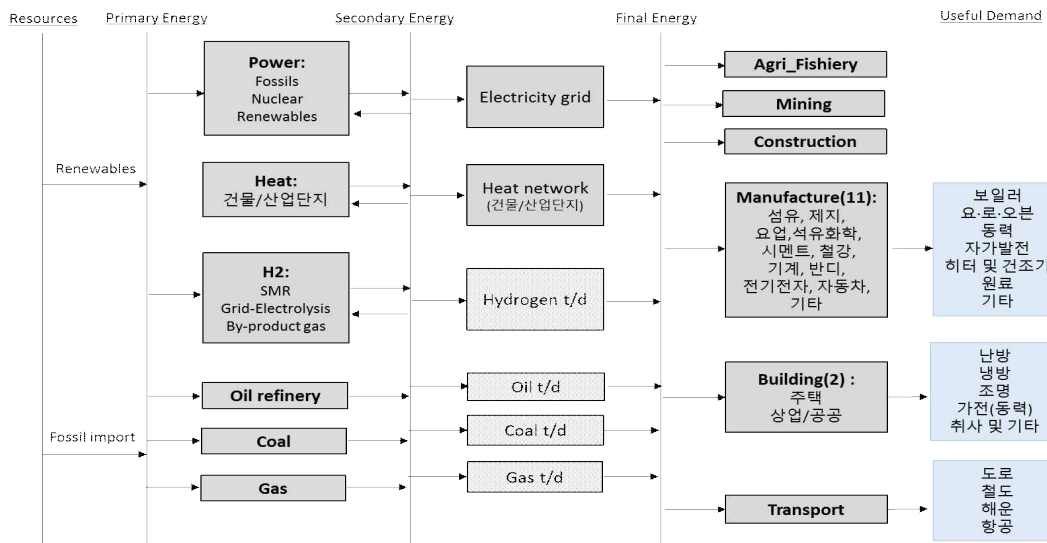 Resources
Primary Energy
Secondary Energy
Final Energy
Useful Demand
Renewables
Fossil import
Power:
Fossils
Nuclear
Renewables
Heat:
건물/산업단지
H2:
SMR
Grid-Electrolysis
By-product gas
Oil refinery
Coal
Gas
Electricity grid
Heat network
(건물/산업단지)
Hydrogen t/d
Oil t/d
Coal t/d
Gas t/d
Agri_Fishiery
Mining
Construction
Manufacture(11):
섬유, 제지,
요업,석유화학,
시멘트, 철강,
기계, 반디,
전기전자, 자동차,
기타
Building(2) :
주택
상업/공공
Transport
보일러
요·로·오븐
동력
자가발전
히터 및 건조기
원료
기타
난방
냉방
조명
가전(동력)
취사 및 기타
도로
철도
해운
항공